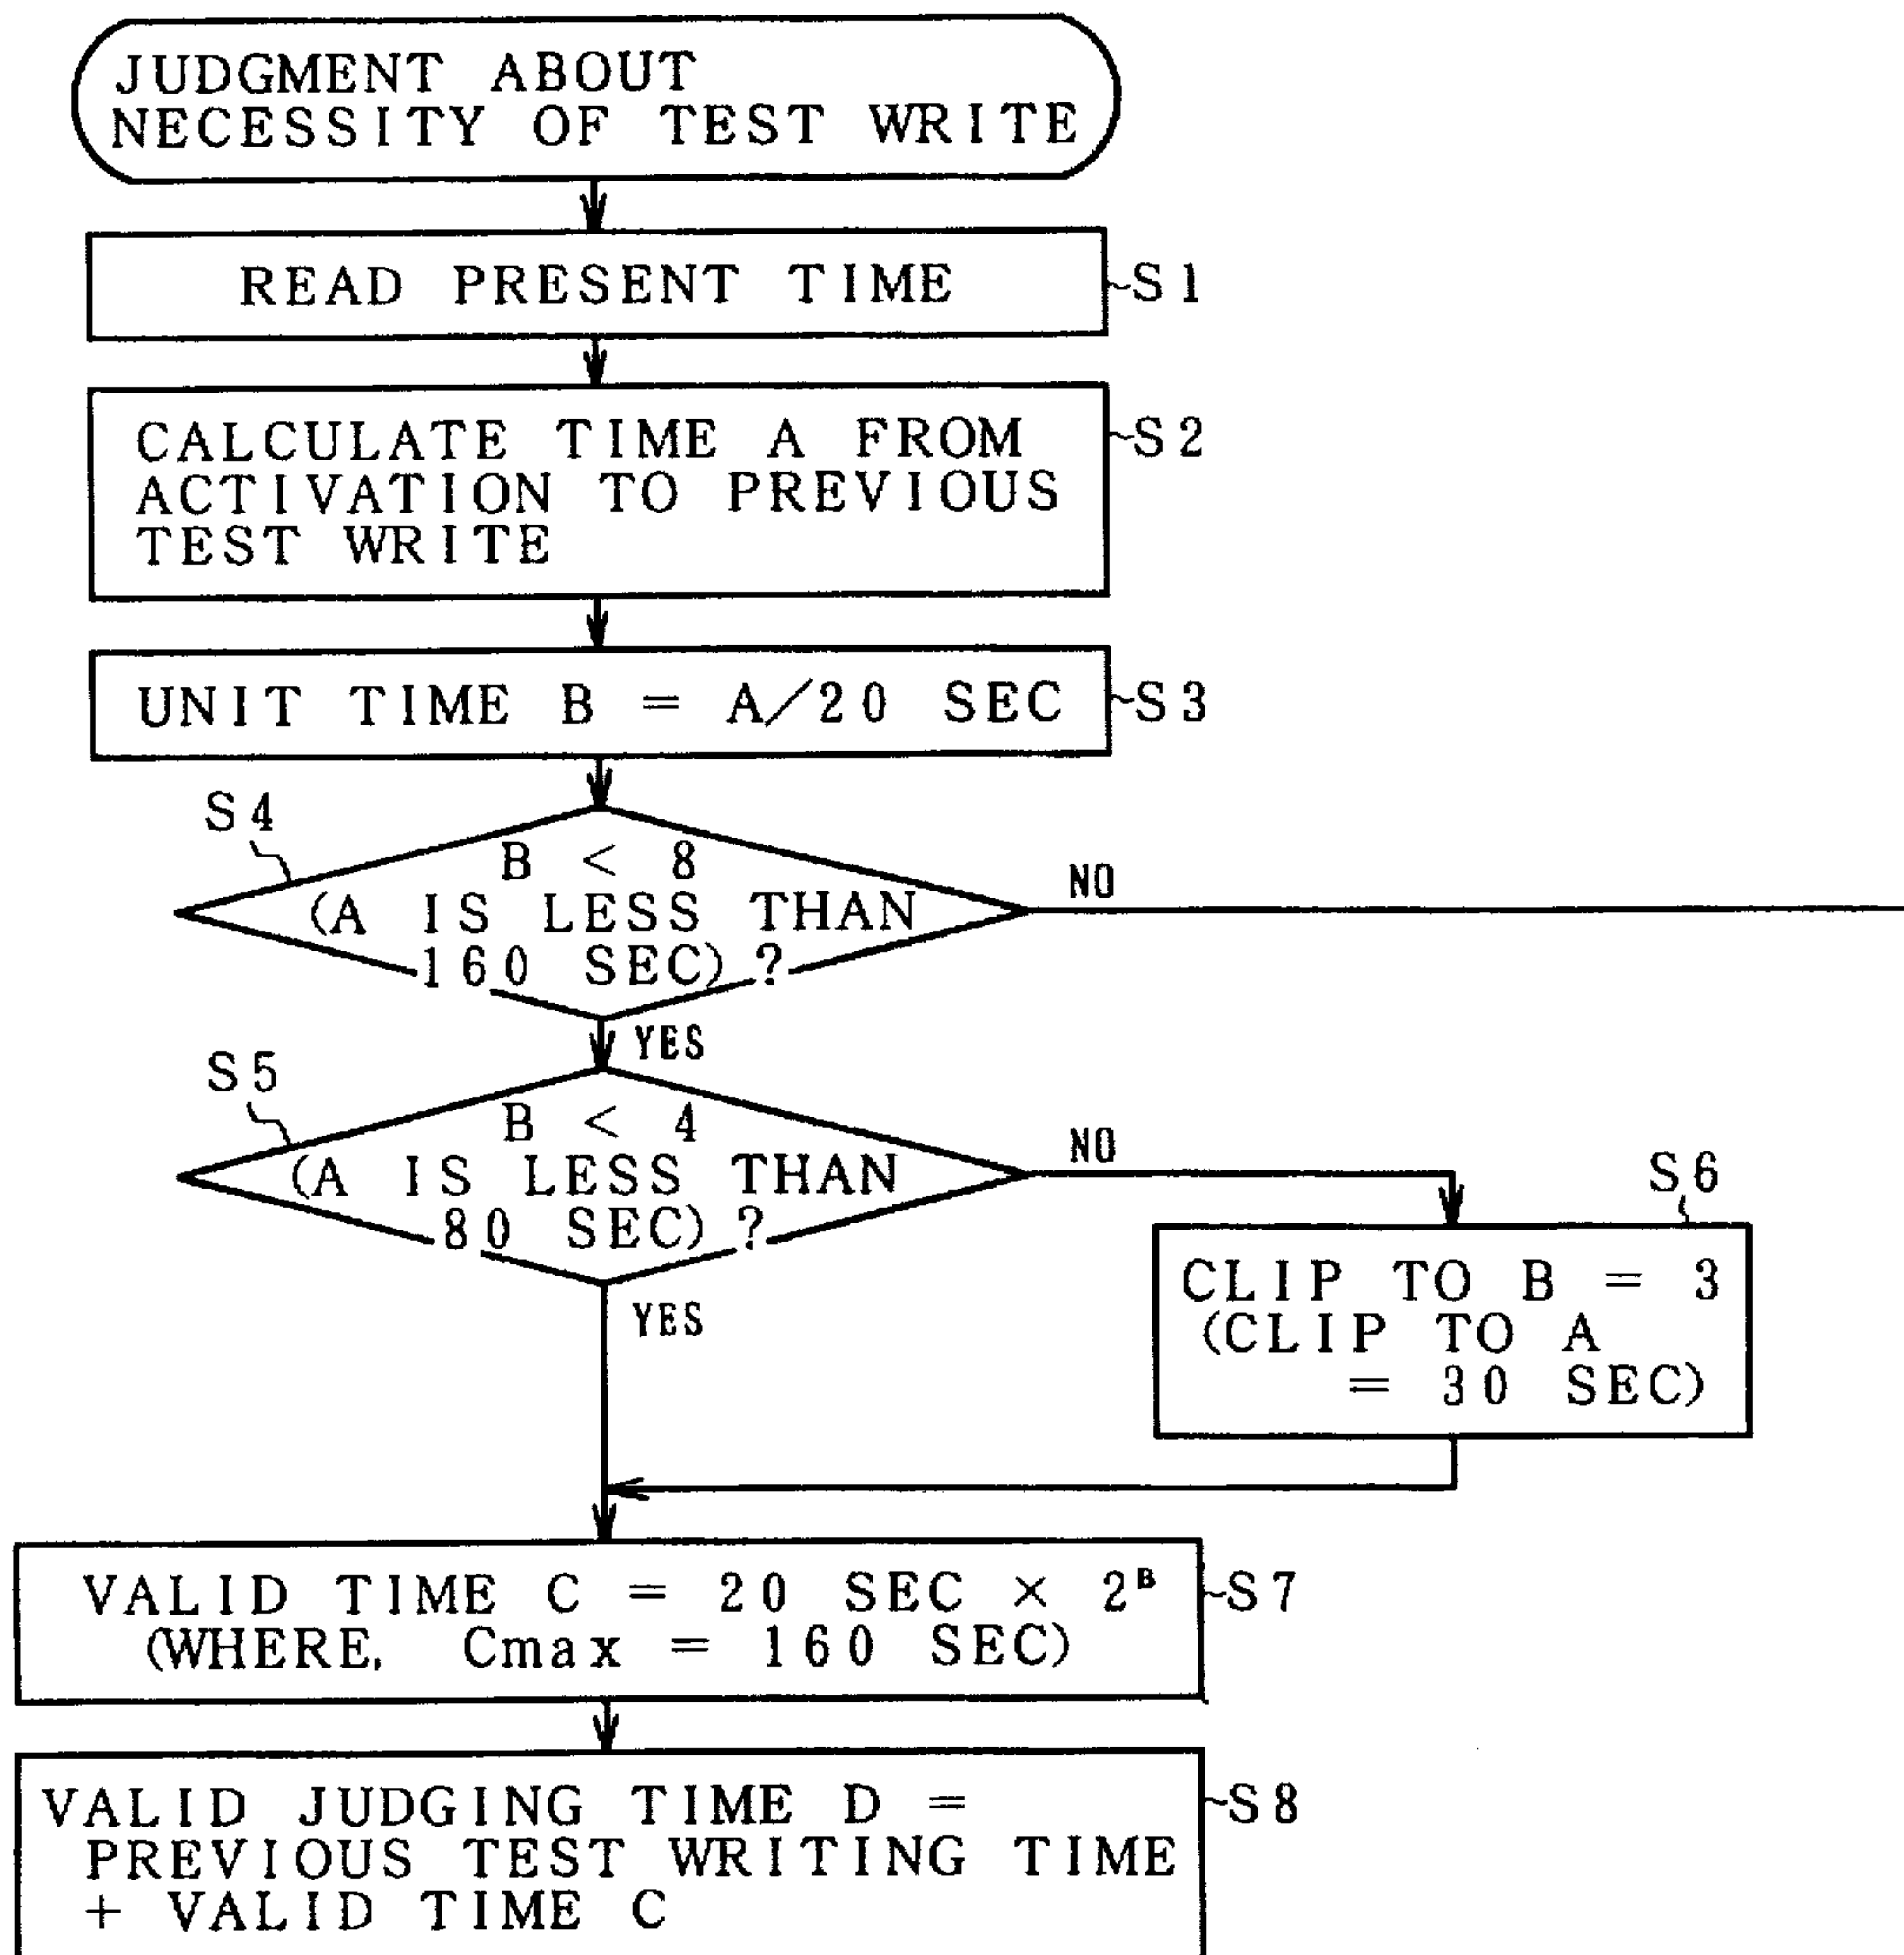 JUDGMENT ABOUT
NECESSITY OF TEST WRITE
READ PRESENT TIME
S1
CALCULATE TIME A FROM
ACTIVATION TO PREVIOUS
TEST WRITE
S2
UNIT TIME B = A/20 SEC
S3
S4
B < 8
(A IS LESS THAN
160 SEC) ?
NO
YES
S5
B < 4
(A IS LESS THAN
80 SEC) ?
NO
YES
S6
CLIP TO B = 3
(CLIP TO A
= 30 SEC)
VALID TIME C = 20 SEC × 2ᴮ
(WHERE, Cmax = 160 SEC)
S7
VALID JUDGING TIME D =
PREVIOUS TEST WRITING TIME
+ VALID TIME C
S8